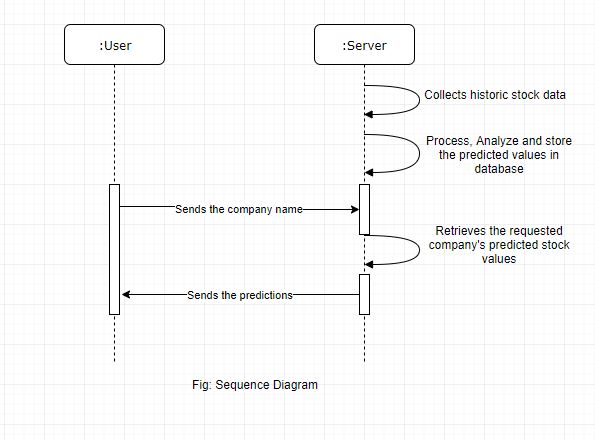 :User
:Server
Collects historic stock data
Process, Analyze and store
the predicted values in
database
Sends the company name
Retrieves the requested
company's predicted stock
values
Sends the predictions
Fig: Sequence Diagram